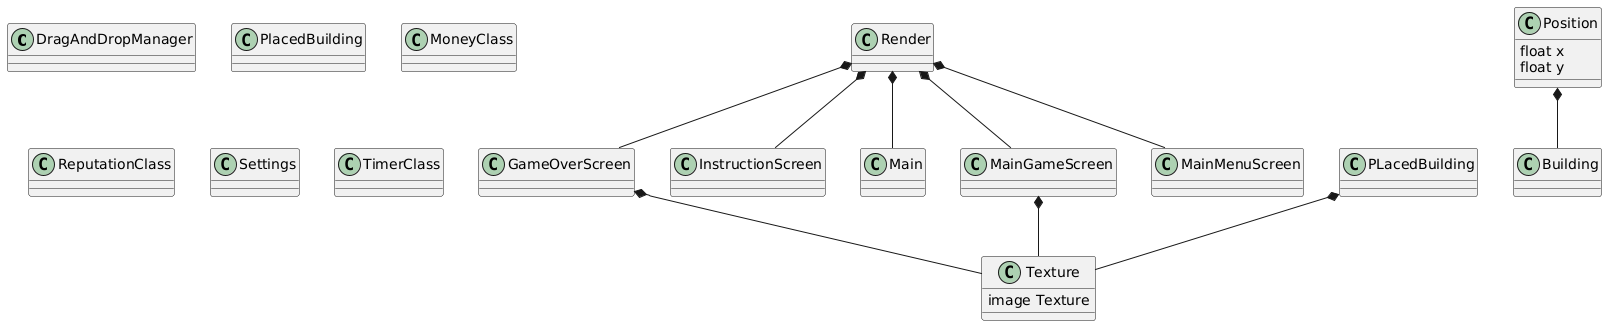 C DragAndDropManager
C PlacedBuilding
C MoneyClass
C Render
C Position
float x
float y
C ReputationClass
C Settings
C TimerClass
C GameOverScreen
C InstructionScreen
C Main
C MainGameScreen
C MainMenuScreen
C PLacedBuilding
C Building
C Texture
image Texture